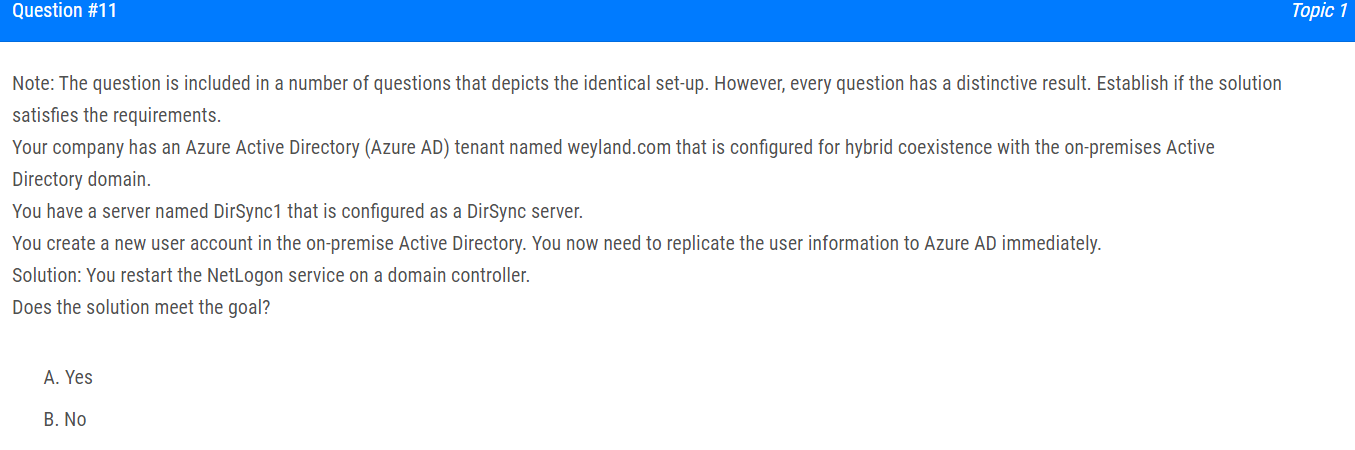 Question #11
Topic 1
Note: The question is included in a number of questions that depicts the identical set-up. However, every question has a distinctive result. Establish if the solution
satisfies the requirements.
Your company has an Azure Active Directory (Azure AD) tenant named weyland.com that is configured for hybrid coexistence with the on-premises Active
Directory domain.
You have a server named DirSync1 that is configured as a DirSync server.
You create a new user account in the on-premise Active Directory. You now need to replicate the user information to Azure AD immediately.
Solution: You restart the NetLogon service on a domain controller.
Does the solution meet the goal?
A. Yes
B. No